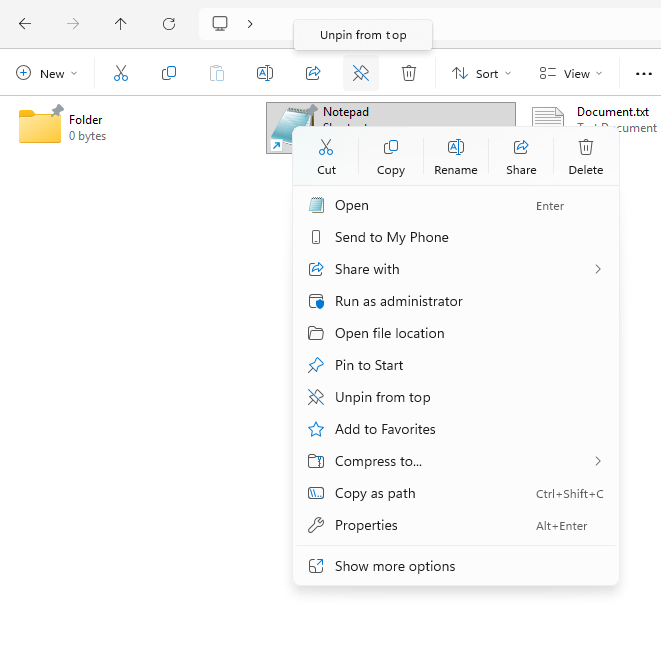 Unpin from top
New
Sort
View
Folder
0 bytes
Notepad
Document.txt
Cut
Copy
Rename
Share
Delete
Open Enter
Send to My Phone
Share with
Run as administrator
Open file location
Pin to Start
Unpin from top
Add to Favorites
Compress to...
Copy as path Ctrl+Shift+C
Properties Alt+Enter
Show more options